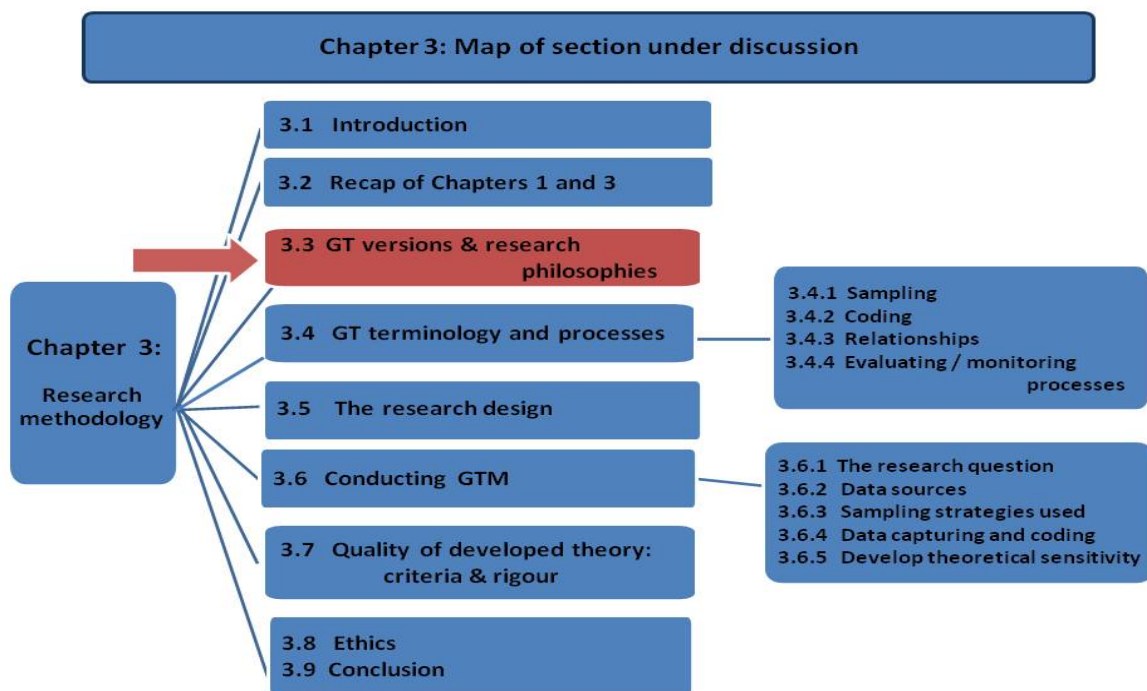 Chapter 3: Map of section under discussion
3.1 Introduction
3.2 Recap of Chapters 1 and 3
3.3 GT versions & research
philosophies
Chapter 3:
Research
methodology
3.4 GT terminology and processes
3.4.1 Sampling
3.4.2 Coding
3.4.3 Relationships
3.4.4 Evaluating / monitoring
processes
3.5 The research design
3.6 Conducting GTM
3.6.1 The research question
3.6.2 Data sources
3.6.3 Sampling strategies used
3.6.4 Data capturing and coding
3.6.5 Develop theoretical sensitivity
3.7 Quality of developed theory:
criteria & rigour
3.8 Ethics
3.9 Conclusion